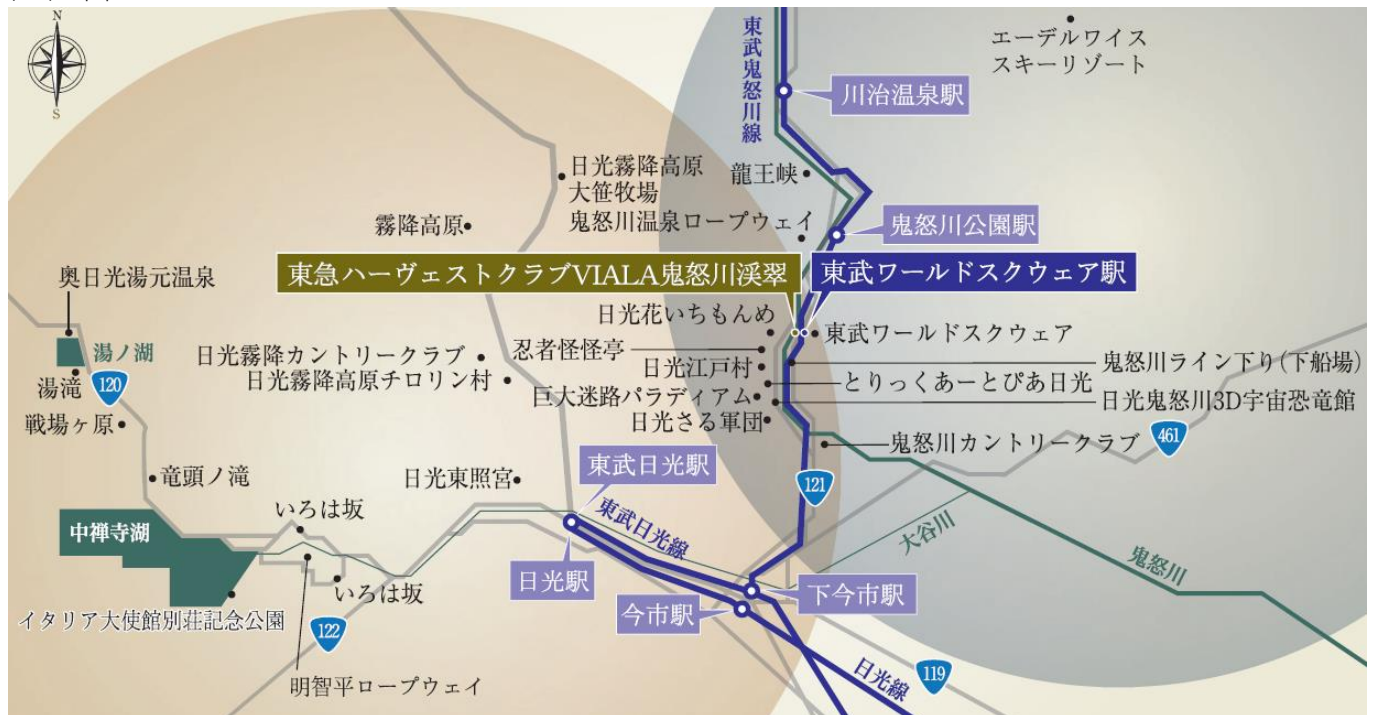 N
S
東武鬼怒川線
エーデルワイス
スキーリゾート
川治温泉駅
日光霧降高原
大笹牧場
龍王峡
霧降高原
鬼怒川温泉ロープウェイ
鬼怒川公園駅
東急ハーヴェストクラブVIALA鬼怒川渓翠
東武ワールドスクウェア駅
奥日光湯元温泉
日光花いちもんめ
東武ワールドスクウェア
湯ノ湖
日光霧降カントリークラブ
忍者怪怪亭
鬼怒川ライン下り(下船場)
湯滝
120
日光霧降高原チロリン村
日光江戸村
とりっくあーとぴあ日光
巨大迷路パラディアム
日光鬼怒川3D宇宙恐竜館
戦場ヶ原
日光さる軍団
鬼怒川カントリークラブ
461
竜頭ノ滝
日光東照宮
東武日光駅
121
中禅寺湖
いろは坂
東武日光線
大谷川
鬼怒川
日光駅
いろは坂
下今市駅
今市駅
イタリア大使館別荘記念公園
122
明智平ロープウェイ
日光線
119